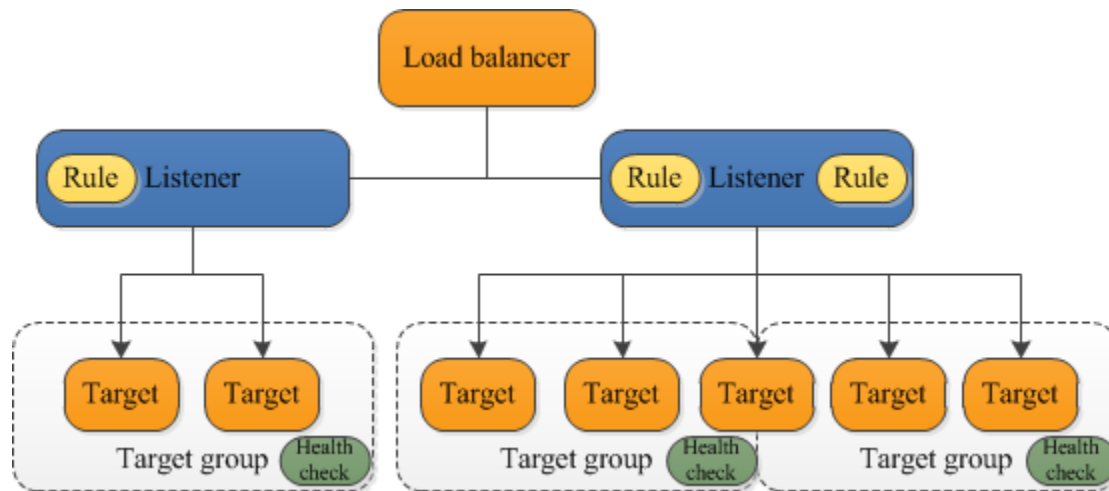 Load balancer
Rule Listener
Rule Listener Rule
Target Target
Target Target Target Target Target
Target group Health check
Target group Health check
Target group Health check